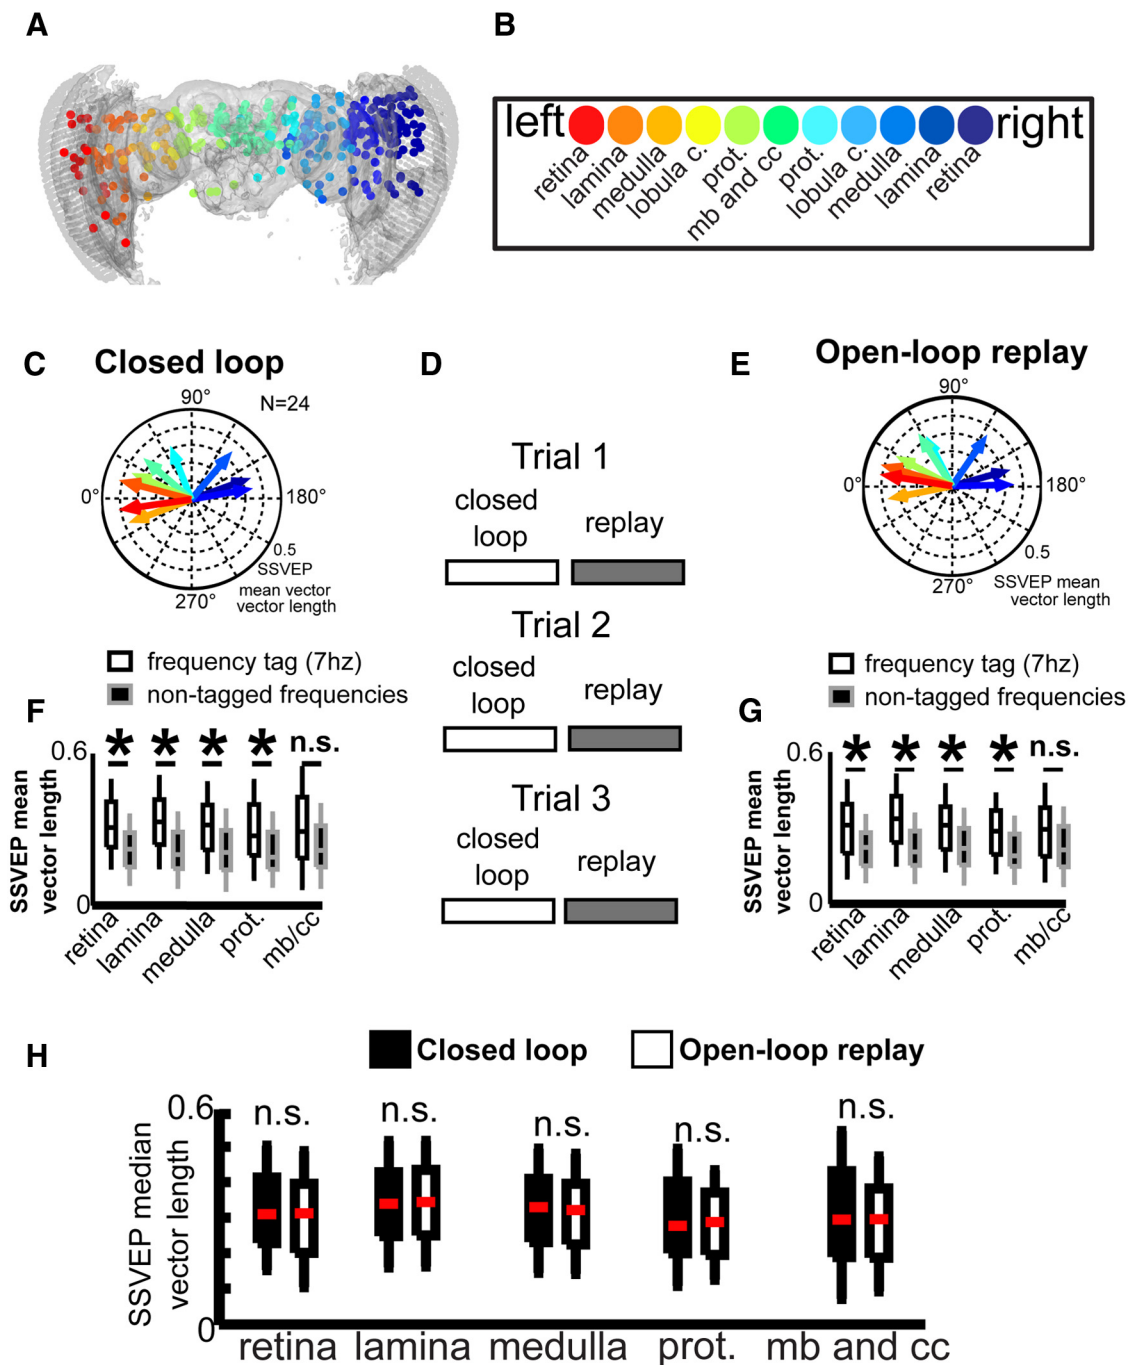 A
B
left right
retina
lamina
medulla
lobula c.
prot.
mb and cc
prot.
lobula c.
medulla
lamina
retina
C
Closed loop
N=24
90°
0°
180°
270°
0.5
SSVEP
mean vector
vector length
D
Trial 1
closed
loop
replay
Trial 2
closed
loop
replay
Trial 3
closed
loop
replay
E
Open-loop replay
90°
0°
180°
270°
0.5
SSVEP mean
vector length
frequency tag (7hz)
non-tagged frequencies
F
0.6
* * * * n.s.
SSVEP mean
vector length
0
retina
lamina
medulla
prot.
mb/cc
frequency tag (7hz)
non-tagged frequencies
G
0.6
* * * * n.s.
SSVEP mean
vector length
0
retina
lamina
medulla
prot.
mb/cc
H
Closed loop
Open-loop replay
0.6
n.s. n.s. n.s. n.s. n.s.
SSVEP median
vector length
0
retina lamina medulla prot. mb and cc